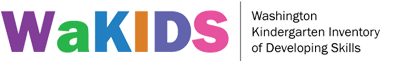 WaKIDS
Washington
Kindergarten Inventory
of Developing Skills